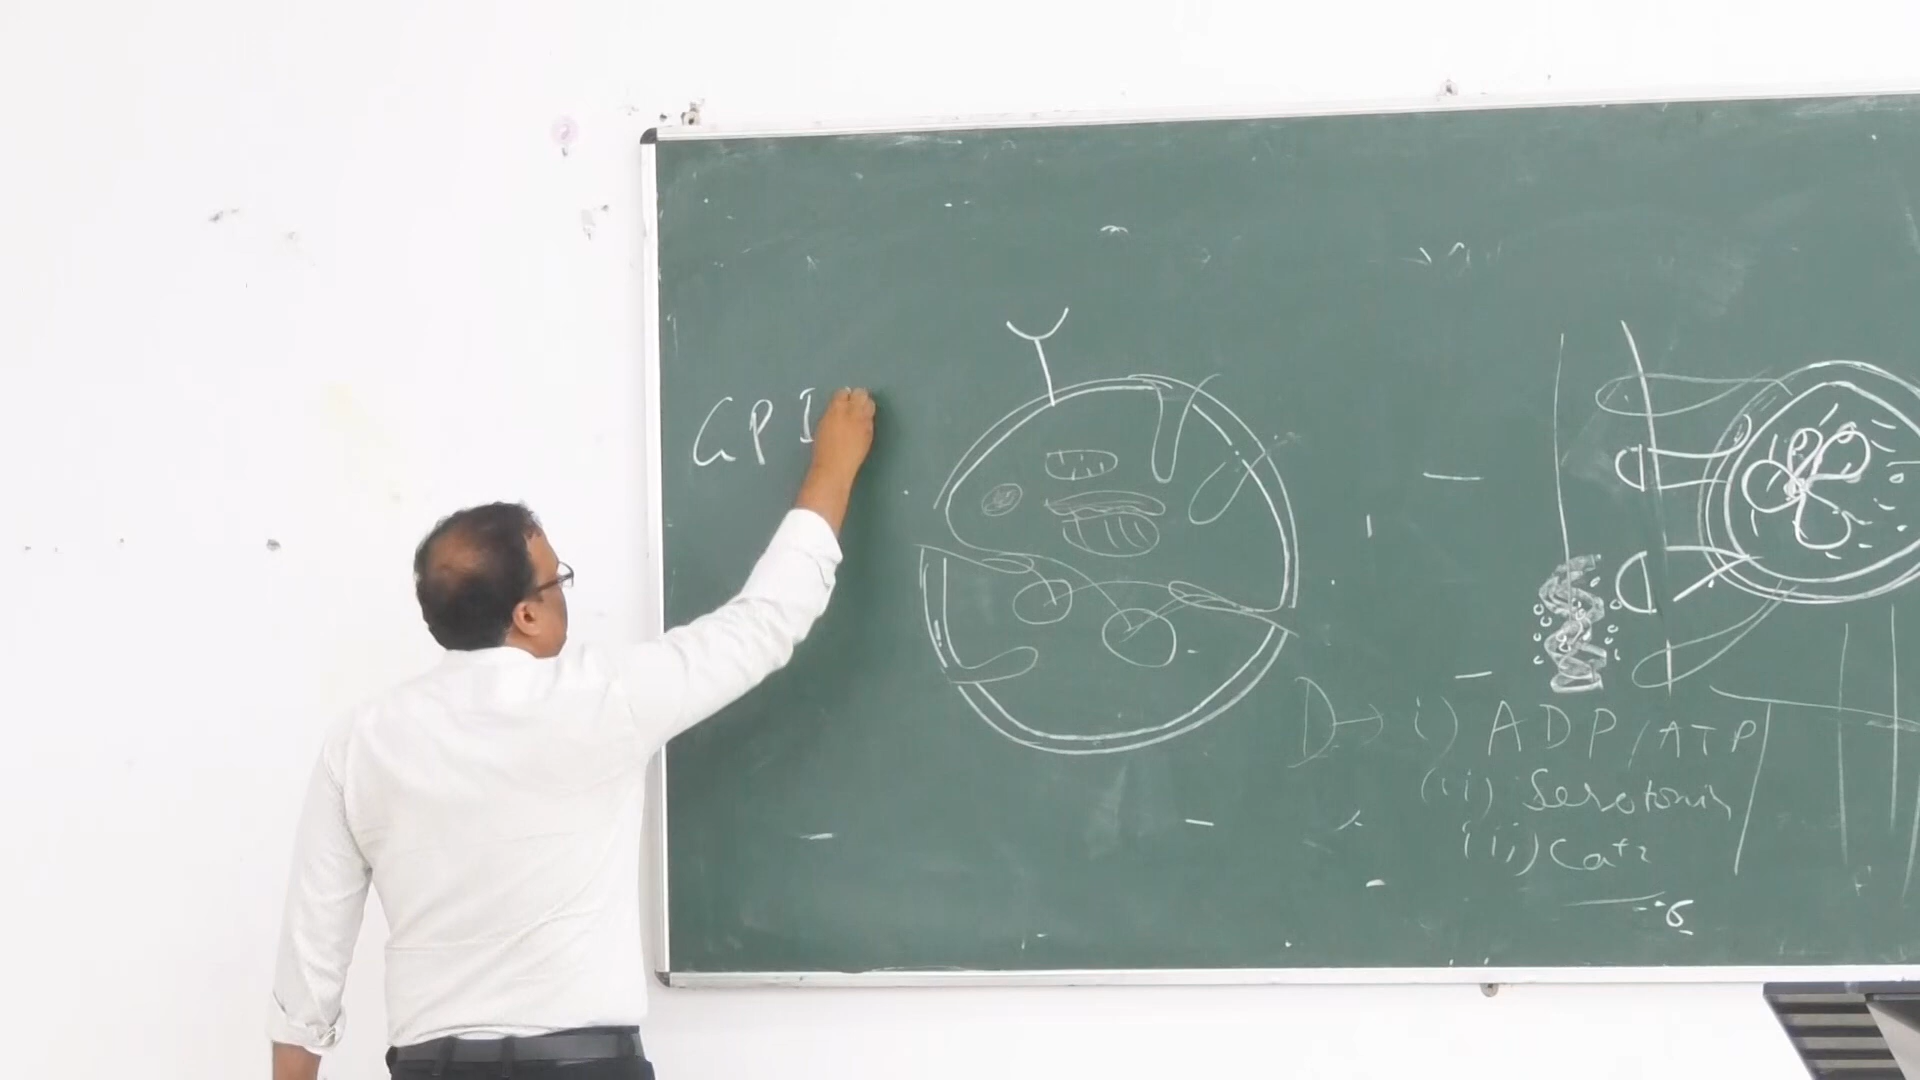 GPI
D → i) ADP/ATP
(ii) Serotonin
(iii) Ca+2